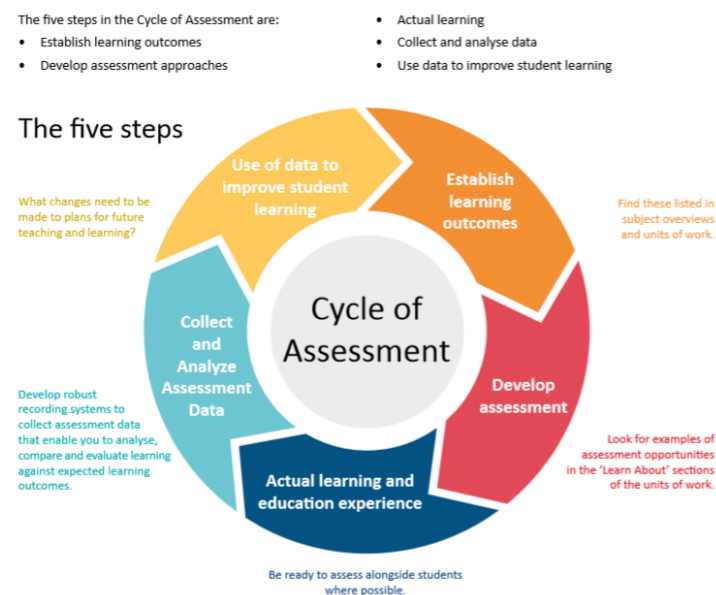 The five steps in the Cycle of Assessment are:
• Establish learning outcomes
• Develop assessment approaches
• Actual learning
• Collect and analyse data
• Use data to improve student learning
The five steps
Use of data to
improve student
learning
What changes need to be
made to plans for future
teaching and learning?
Establish
learning
outcomes
Find these listed in
subject overviews
and units of work.
Cycle of
Assessment
Collect
and
Analyze
Assessment
Data
Develop robust
recording systems to
collect assessment data
that enable you to analyse,
compare and evaluate learning
against expected learning
outcomes.
Develop
assessment
Look for examples of
assessment opportunities
in the ‘Learn About’ sections
of the units of work.
Actual learning and
education experience
Be ready to assess alongside students
where possible.